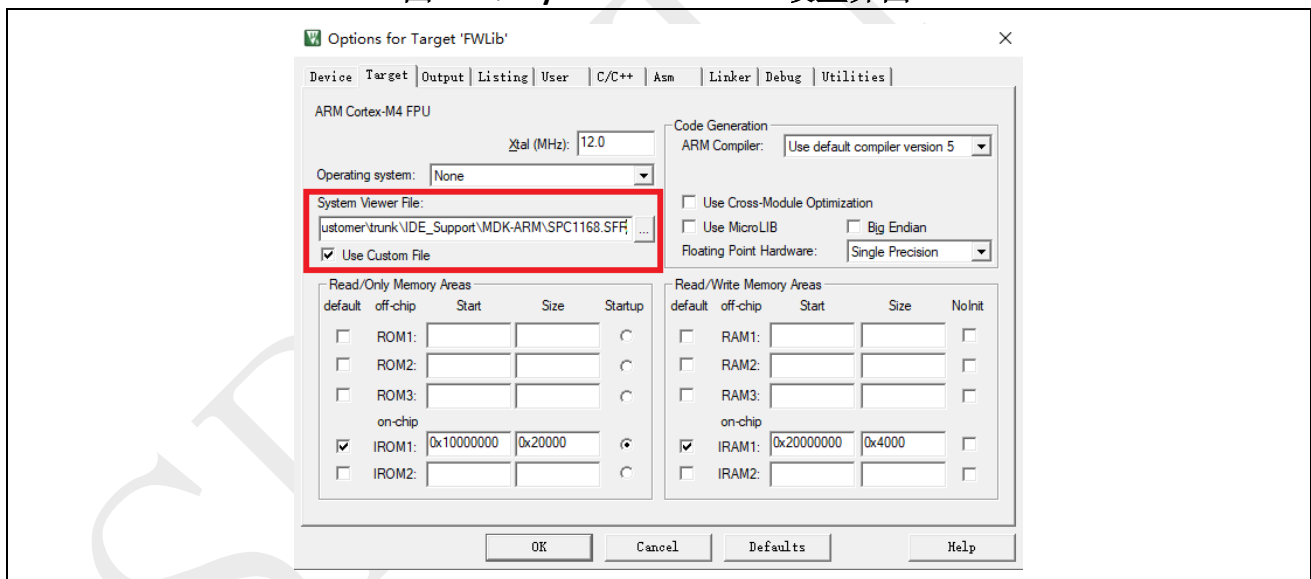 Options for Target 'FWLib'
Device Target Output Listing User C/C++ Asm Linker Debug Utilities
ARM Cortex-M4 FPU
Xtal (MHz): 12.0
Operating system: None
System Viewer File:
ustomer\trunk\IDE_Support\MDK-ARM\SPC1168.SFR ...
Use Custom File
Code Generation
ARM Compiler: Use default compiler version 5
Use Cross-Module Optimization
Use MicroLIB Big Endian
Floating Point Hardware: Single Precision
Read/Only Memory Areas
default off-chip Start Size Startup
ROM1:
ROM2:
ROM3:
on-chip
IROM1: 0x10000000 0x20000
IROM2:
Read/Write Memory Areas
default off-chip Start Size NoInit
RAM1:
RAM2:
RAM3:
on-chip
IRAM1: 0x20000000 0x4000
IRAM2:
OK Cancel Defaults Help